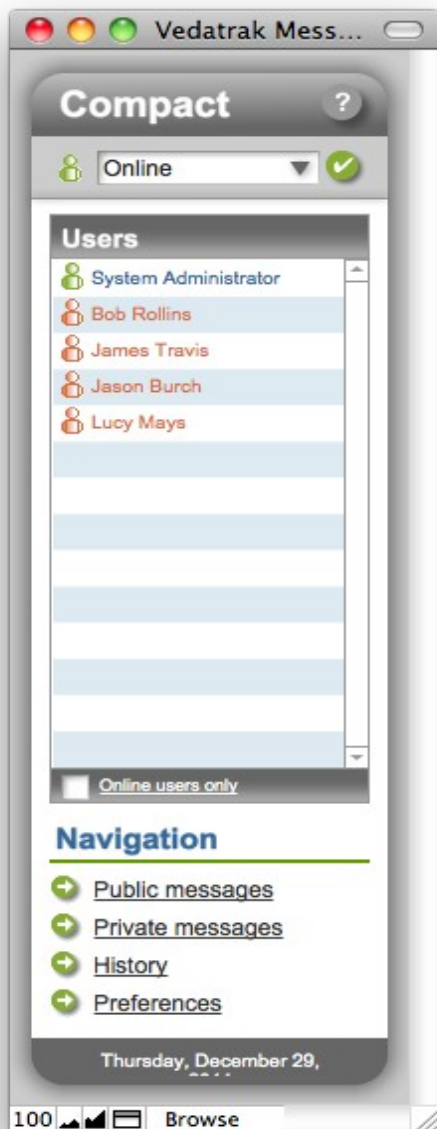 Vedatrak Mess...
Compact
?
Online
Users
System Administrator
Bob Rollins
James Travis
Jason Burch
Lucy Mays
Online users only
Navigation
Public messages
Private messages
History
Preferences
Thursday, December 29,
100 Browse